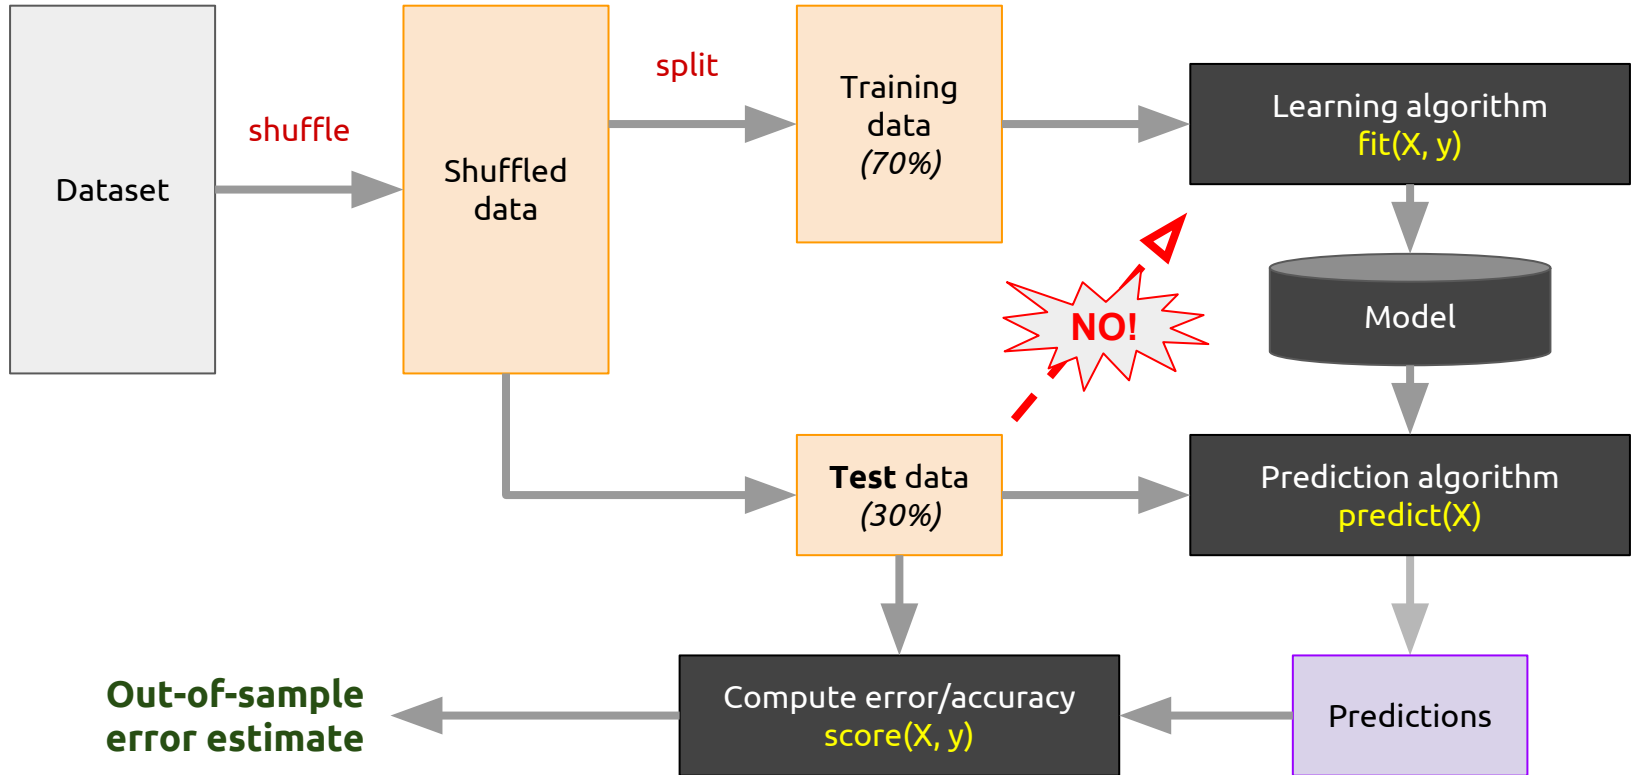 Dataset
shuffle
Shuffled
data
split
Training
data
(70%)
Learning algorithm
fit(X, y)
NO!
Model
Test data
(30%)
Prediction algorithm
predict(X)
Out-of-sample
error estimate
Compute error/accuracy
score(X, y)
Predictions